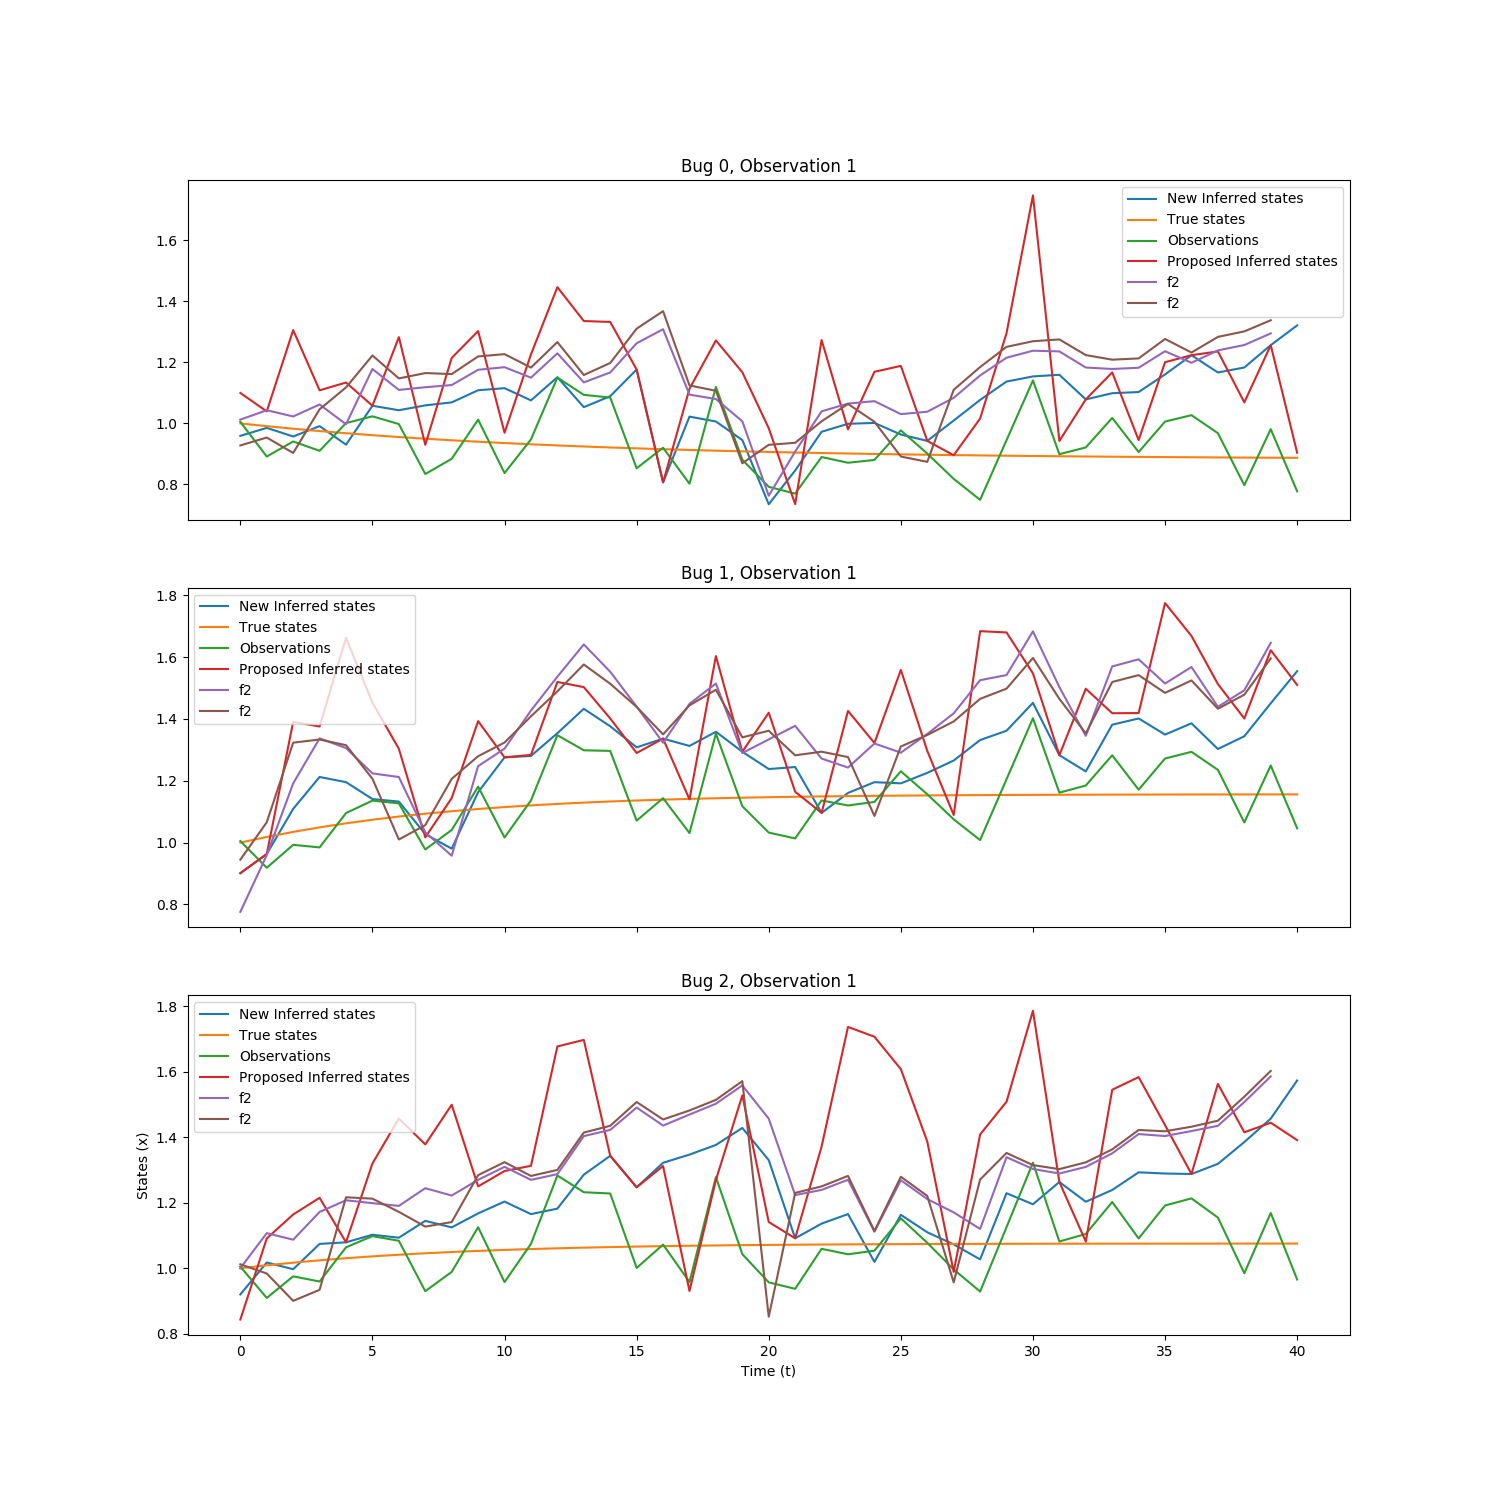 Bug 0, Observation 1
New Inferred states
True states
Observations
Proposed Inferred states
f2
f2
1.6
1.4
1.2
1.0
0.8
Bug 1, Observation 1
New Inferred states
True states
Observations
Proposed Inferred states
f2
f2
1.8
1.6
1.4
1.2
1.0
0.8
Bug 2, Observation 1
New Inferred states
True states
Observations
Proposed Inferred states
f2
f2
1.8
1.6
1.4
1.2
1.0
0.8
States (x)
0 5 10 15 20 25 30 35 40
Time (t)